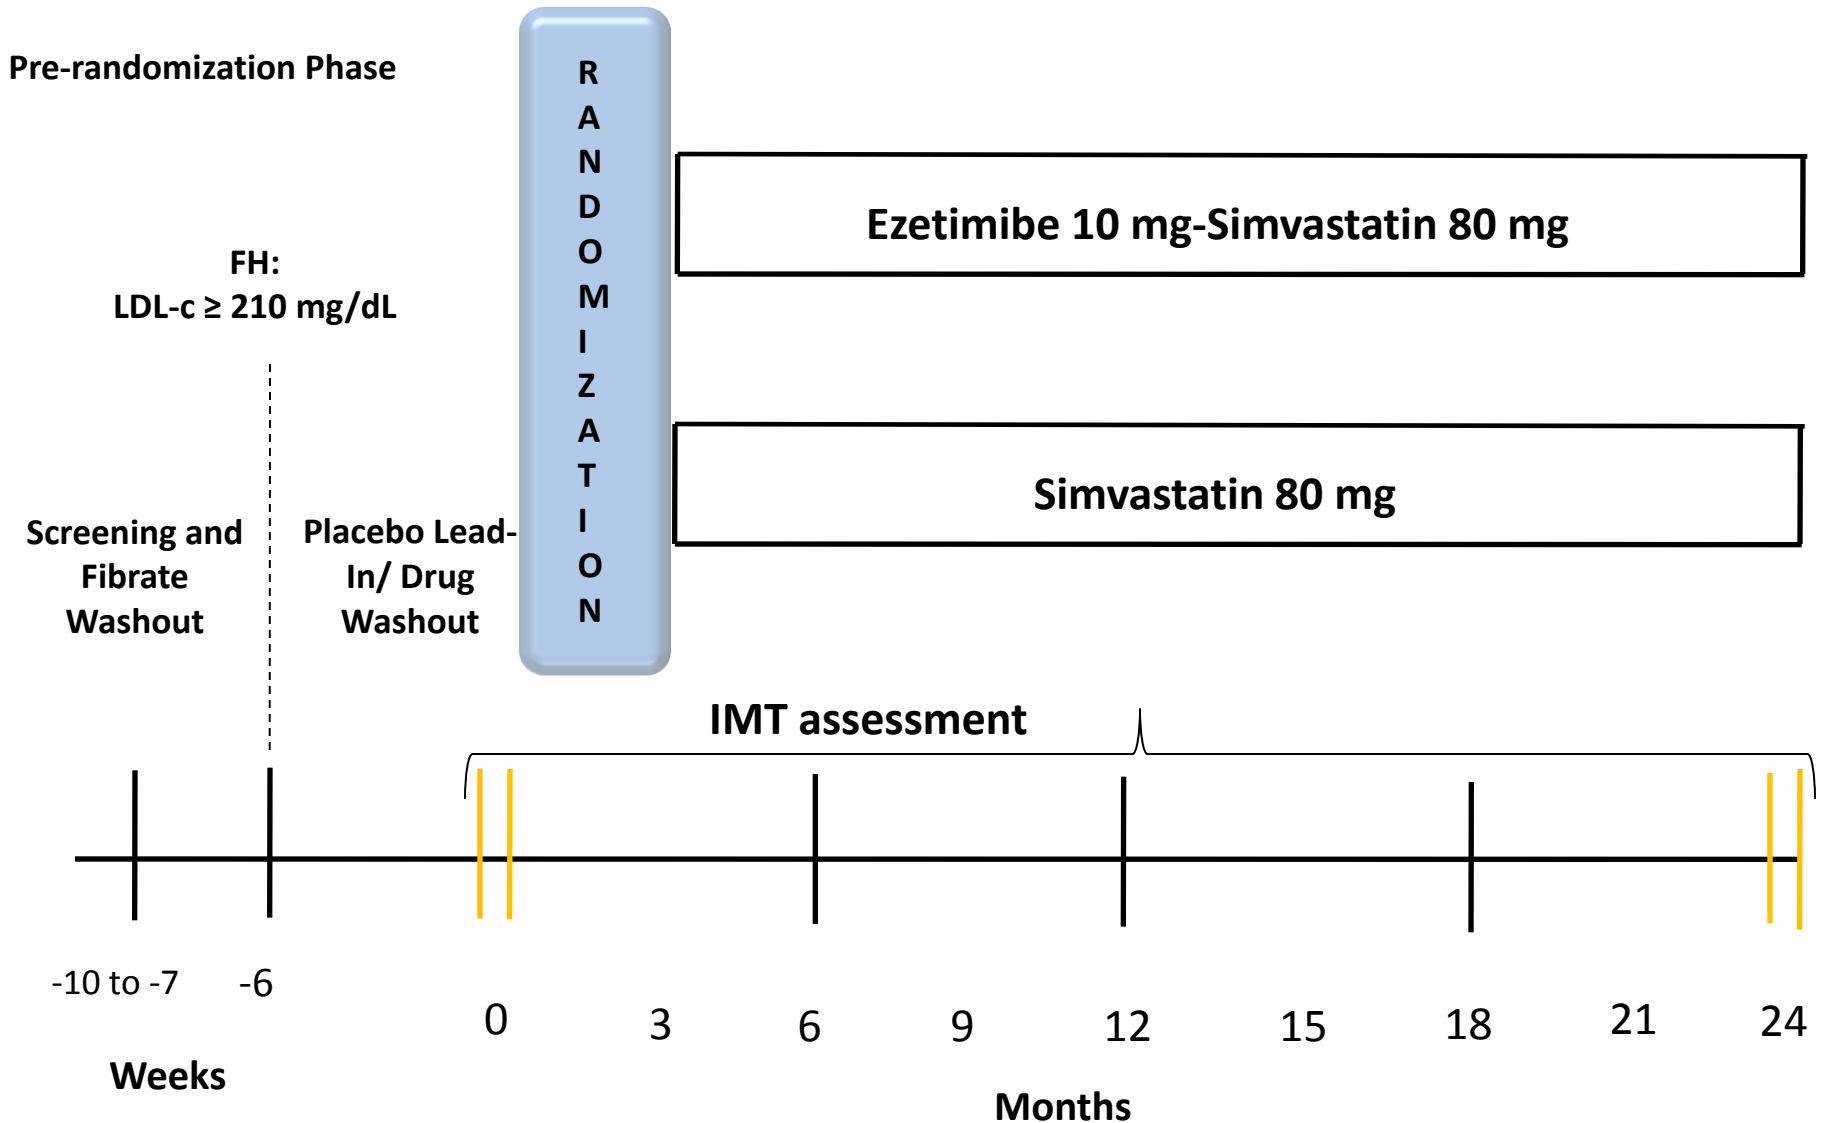 Pre-randomization Phase
R
A
N
D
O
M
I
Z
A
T
I
O
N
Ezetimibe 10 mg-Simvastatin 80 mg
FH:
LDL-c ≥ 210 mg/dL
Simvastatin 80 mg
Screening and
Fibrate
Washout
Placebo Lead-
In/ Drug
Washout
IMT assessment
-10 to -7
-6
0
3
6
9
12
15
18
21
24
Weeks
Months